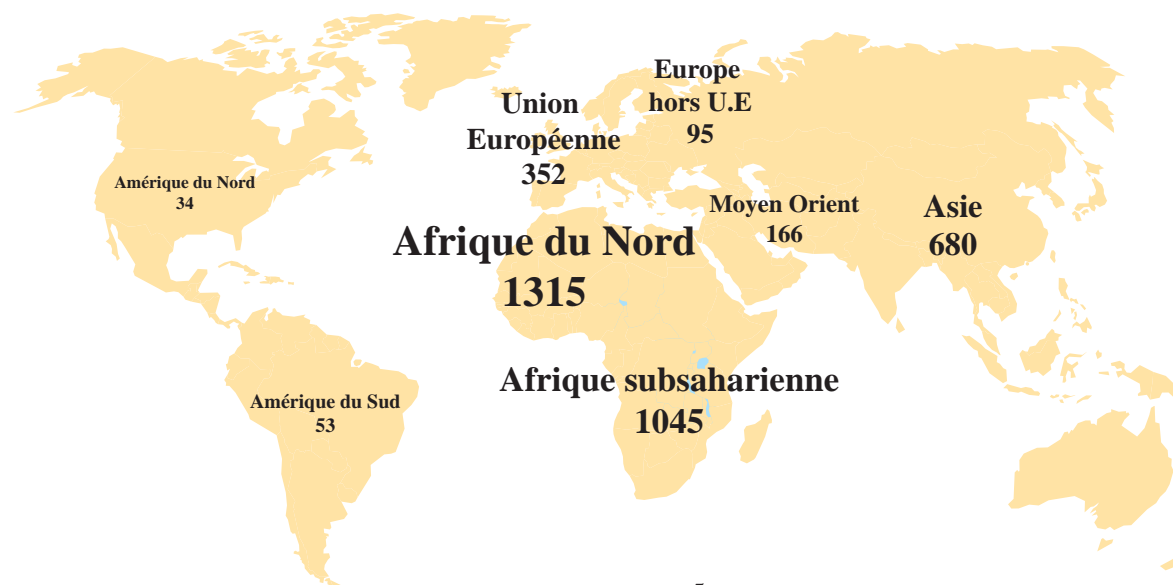 Europe
hors U.E
95
Union
Européenne
352
Amérique du Nord
34
Moyen Orient
166
Asie
680
Afrique du Nord
1315
Afrique subsaharienne
1045
Amérique du Sud
53